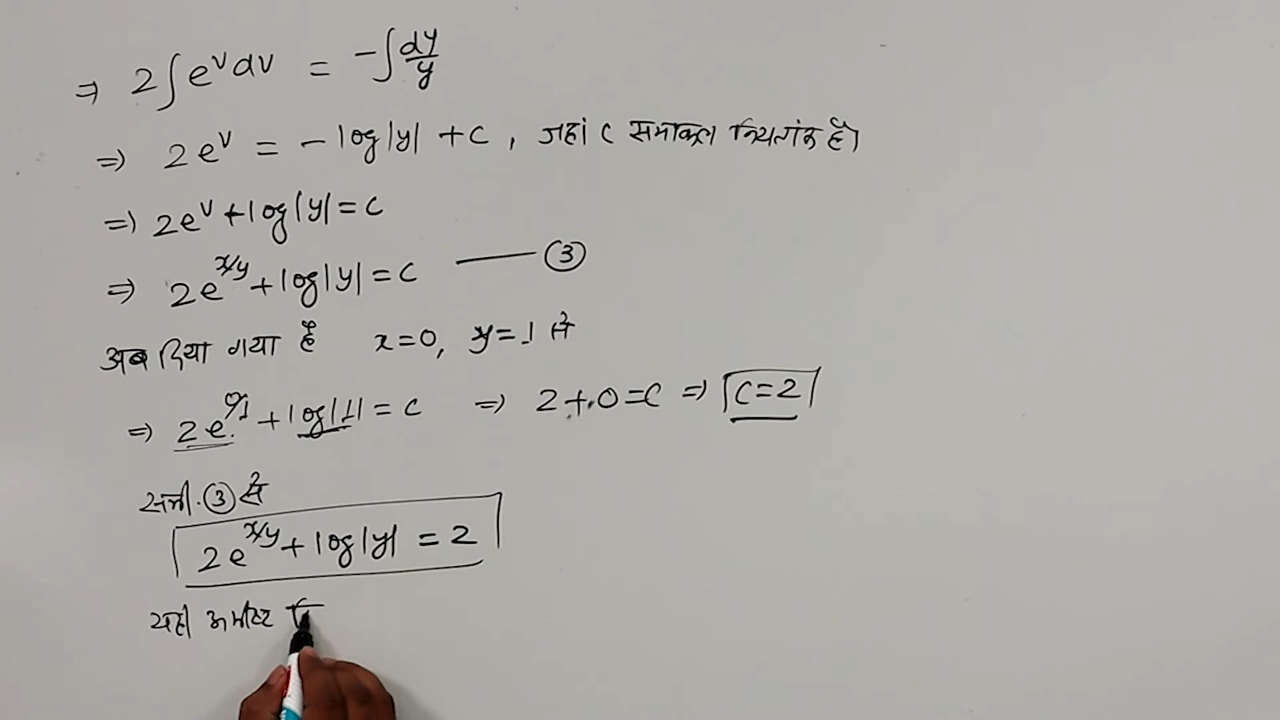 ⇒ 2∫e^v dv = -∫dy/y
⇒ 2e^v = -log|y| + c, जहां c समाकल नियतांक है।
⇒ 2e^v + log|y| = c
⇒ 2e^{x/y} + log|y| = c —— ③
अब दिया गया है x=0, y=1 से
⇒ 2e^{0/1} + log|1| = c ⇒ 2+0=c ⇒ c=2
समी. ③ से
2e^{x/y} + log|y| = 2
यही अभीष्ट